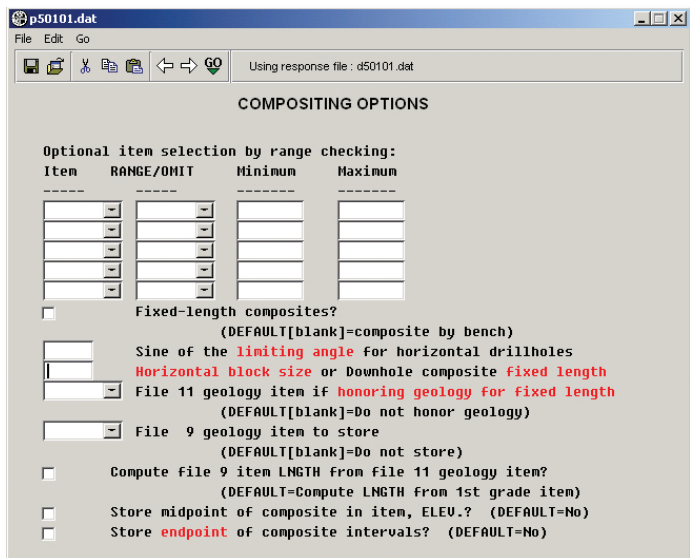 p50101.dat
File Edit Go
GO Using response file : d50101.dat
COMPOSITING OPTIONS
Optional item selection by range checking:
Item RANGE/OMIT Minimum Maximum
----- ----- ------- -------
Fixed-length composites?
(DEFAULT[blank]=composite by bench)
Sine of the limiting angle for horizontal drillholes
Horizontal block size or Downhole composite fixed length
File 11 geology item if honoring geology for fixed length
(DEFAULT[blank]=Do not honor geology)
File 9 geology item to store
(DEFAULT[blank]=Do not store)
Compute file 9 item LNGTH from file 11 geology item?
(DEFAULT=Compute LNGTH from 1st grade item)
Store midpoint of composite in item, ELEV.? (DEFAULT=No)
Store endpoint of composite intervals? (DEFAULT=No)